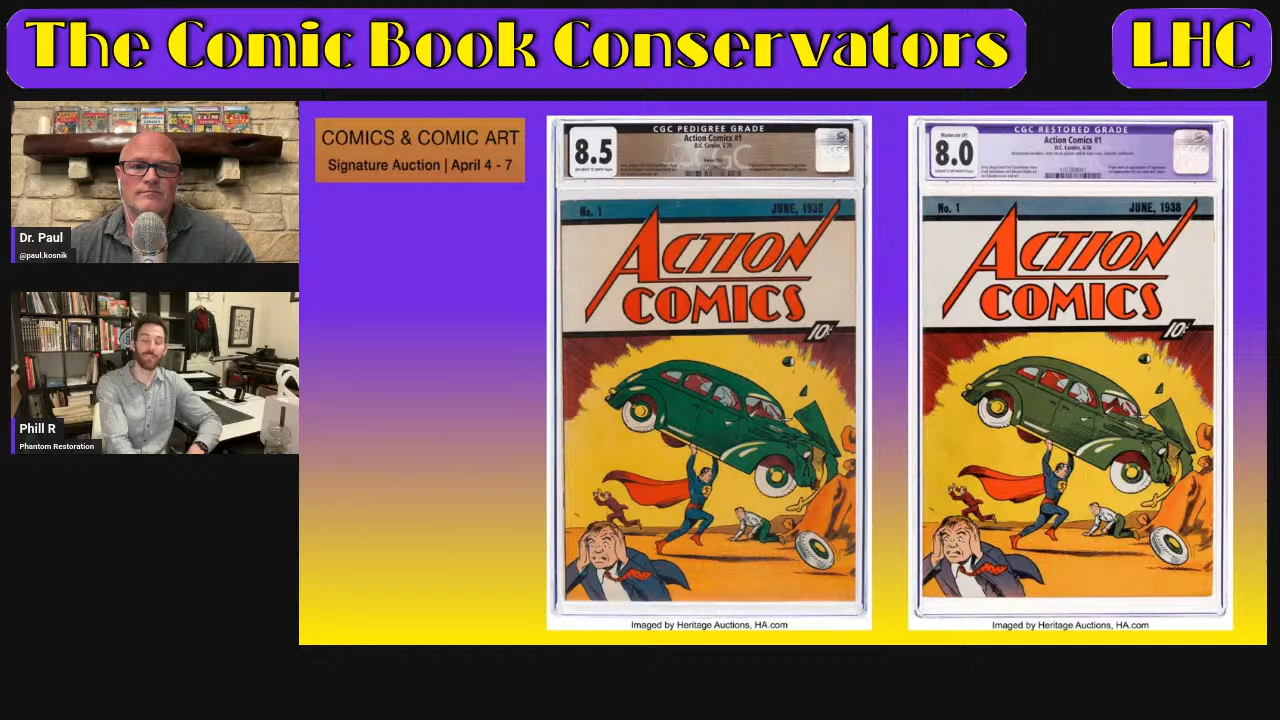 The Comic Book Conservators
LHC
COMICS & COMIC ART
Signature Auction | April 4 - 7
Dr. Paul
@paul.kosnik
Phill R
Phantom Restoration
CGC PEDIGREE GRADE
8.5
Action Comics #1
D.C. Comics, 6/38
No. 1
JUNE, 1938
ACTION
COMICS
10¢
Imaged by Heritage Auctions, HA.com
CGC RESTORED GRADE
Moderate (P)
8.0
Action Comics #1
D.C. Comics, 6/38
No. 1
JUNE, 1938
ACTION
COMICS
10¢
Imaged by Heritage Auctions, HA.com